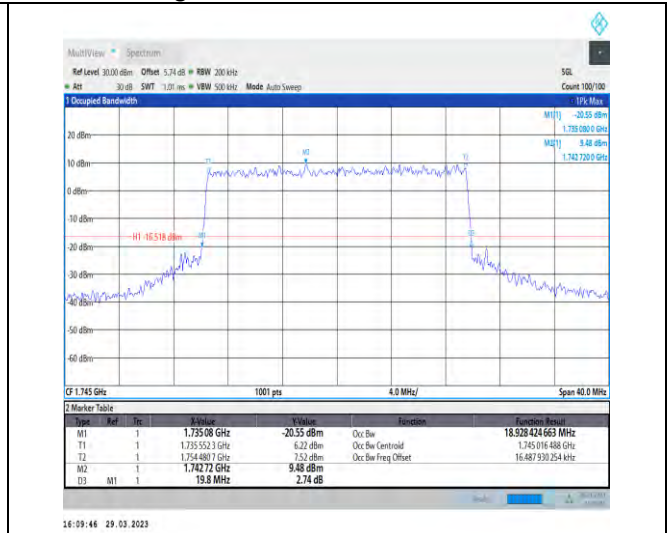 MultiView Spectrum
Ref Level 30.00 dBm Offset 5.74 dB RBW 200 kHz SGL
Att 30 dB SWT 1.01 ms VBW 500 kHz Mode Auto Sweep Count 100/100
1 Occupied Bandwidth 1Pk Max
M1[1] -20.55 dBm
1.735 080 0 GHz
20 dBm
M2[1] 9.48 dBm
1.742 720 0 GHz
M2
T1
T2
10 dBm
0 dBm
-10 dBm
H1 -16.518 dBm
M1
D3
-20 dBm
-30 dBm
-40 dBm
-50 dBm
-60 dBm
CF 1.745 GHz 1001 pts 4.0 MHz/ Span 40.0 MHz
2 Marker Table
Type Ref Trc X-Value Y-Value Function Function Result
M1 1 1.735 08 GHz -20.55 dBm Occ Bw 18.928 424 663 MHz
T1 1 1.735 552 3 GHz 6.22 dBm Occ Bw Centroid 1.745 016 488 GHz
T2 1 1.754 480 7 GHz 7.52 dBm Occ Bw Freq Offset 16.487 930 254 kHz
M2 1 1.742 72 GHz 9.48 dBm
D3 M1 1 19.8 MHz 2.74 dB
16:09:46 29.03.2023